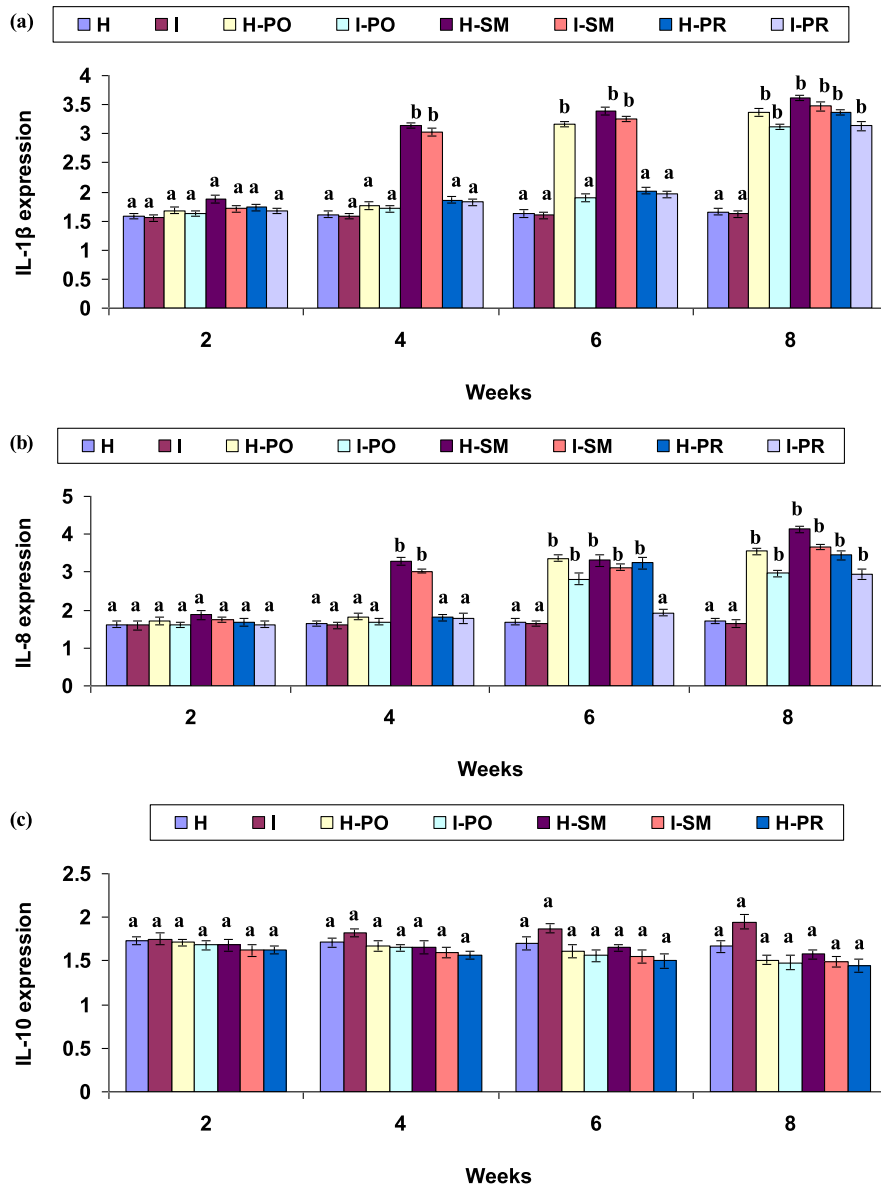 (a)
H I H-PO I-PO H-SM I-SM H-PR I-PR
IL-1β expression
4
3.5
3
2.5
2
1.5
1
0.5
0
a a a a a a a a
a a a a b b a a
a a b a b b a a
a a b b b b b b
2 4 6 8
Weeks
(b)
H I H-PO I-PO H-SM I-SM H-PR I-PR
IL-8 expression
5
4
3
2
1
0
a a a a a a a a
a a a a b b a a
a a b b b b b a
a a b b b b b b
2 4 6 8
Weeks
(c)
H I H-PO I-PO H-SM I-SM H-PR
IL-10 expression
2.5
2
1.5
1
0.5
0
a a a a a a a
a a a a a a a
a a a a a a a
a a a a a a a
2 4 6 8
Weeks